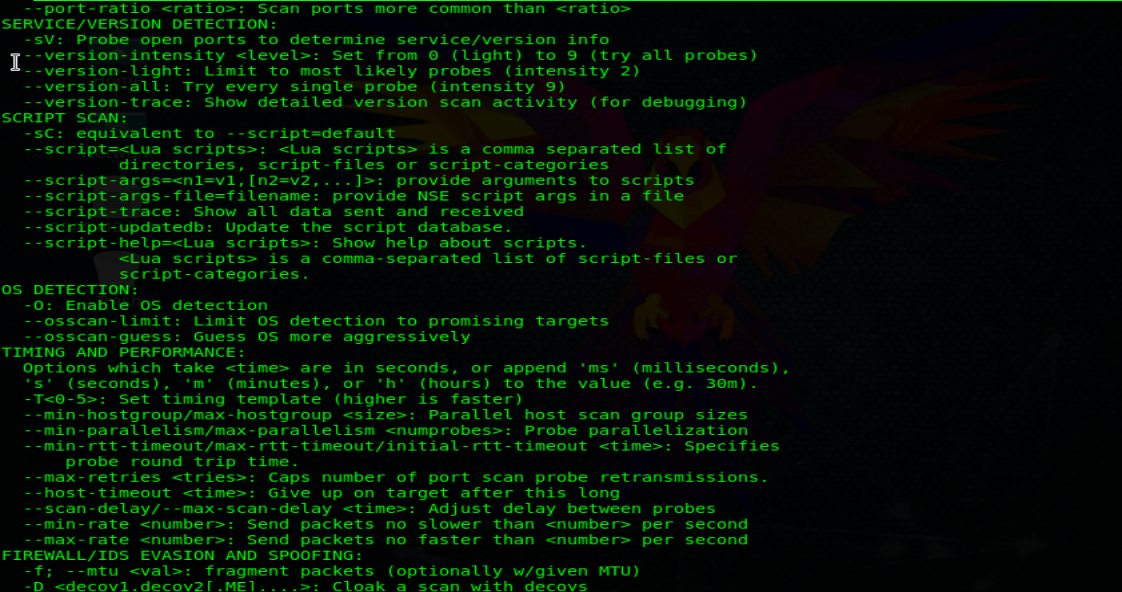 --port-ratio <ratio>: Scan ports more common than <ratio>
SERVICE/VERSION DETECTION:
-sV: Probe open ports to determine service/version info
--version-intensity <level>: Set from 0 (light) to 9 (try all probes)
--version-light: Limit to most likely probes (intensity 2)
--version-all: Try every single probe (intensity 9)
--version-trace: Show detailed version scan activity (for debugging)
SCRIPT SCAN:
-sC: equivalent to --script=default
--script=<Lua scripts>: <Lua scripts> is a comma separated list of
directories, script-files or script-categories
--script-args=<n1=v1,[n2=v2,...]>: provide arguments to scripts
--script-args-file=filename: provide NSE script args in a file
--script-trace: Show all data sent and received
--script-updatedb: Update the script database.
--script-help=<Lua scripts>: Show help about scripts.
<Lua scripts> is a comma-separated list of script-files or
script-categories.
OS DETECTION:
-O: Enable OS detection
--osscan-limit: Limit OS detection to promising targets
--osscan-guess: Guess OS more aggressively
TIMING AND PERFORMANCE:
Options which take <time> are in seconds, or append 'ms' (milliseconds),
's' (seconds), 'm' (minutes), or 'h' (hours) to the value (e.g. 30m).
-T<0-5>: Set timing template (higher is faster)
--min-hostgroup/max-hostgroup <size>: Parallel host scan group sizes
--min-parallelism/max-parallelism <numprobes>: Probe parallelization
--min-rtt-timeout/max-rtt-timeout/initial-rtt-timeout <time>: Specifies
probe round trip time.
--max-retries <tries>: Caps number of port scan probe retransmissions.
--host-timeout <time>: Give up on target after this long
--scan-delay/--max-scan-delay <time>: Adjust delay between probes
--min-rate <number>: Send packets no slower than <number> per second
--max-rate <number>: Send packets no faster than <number> per second
FIREWALL/IDS EVASION AND SPOOFING:
-f; --mtu <val>: fragment packets (optionally w/given MTU)
-D <decoy1,decoy2[,ME],...>: Cloak a scan with decoys